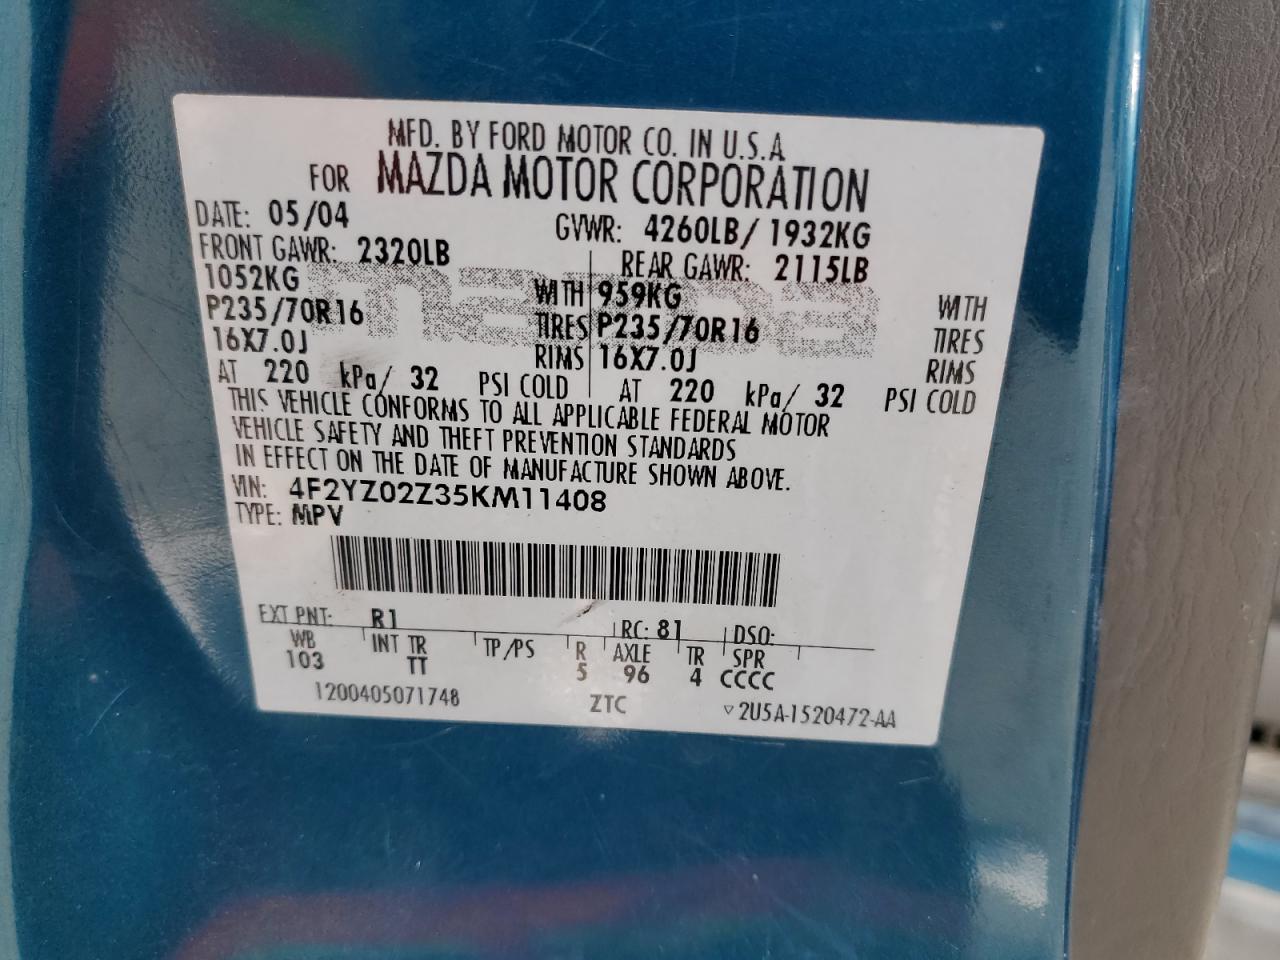 MFD. BY FORD MOTOR CO. IN U.S.A
FOR MAZDA MOTOR CORPORATION
DATE: 05/04 GVWR: 4260LB/ 1932KG
FRONT GAWR: 2320LB REAR GAWR: 2115LB
1052KG WITH 959KG WITH
P235/70R16 TIRES P235/70R16 TIRES
16X7.0J RIMS 16X7.0J RIMS
AT 220 kPa/ 32 PSI COLD AT 220 kPa/ 32 PSI COLD
THIS VEHICLE CONFORMS TO ALL APPLICABLE FEDERAL MOTOR
VEHICLE SAFETY AND THEFT PREVENTION STANDARDS
IN EFFECT ON THE DATE OF MANUFACTURE SHOWN ABOVE.
VIN: 4F2YZ02Z35KM11408
TYPE: MPV
EXT PNT: R1 RC: 81 DSO:
WB INT TR TP/PS R AXLE TR SPR
103 TT 5 96 4 CCCC
1200405071748 ZTC ▽2U5A-1520472-AA
mazda